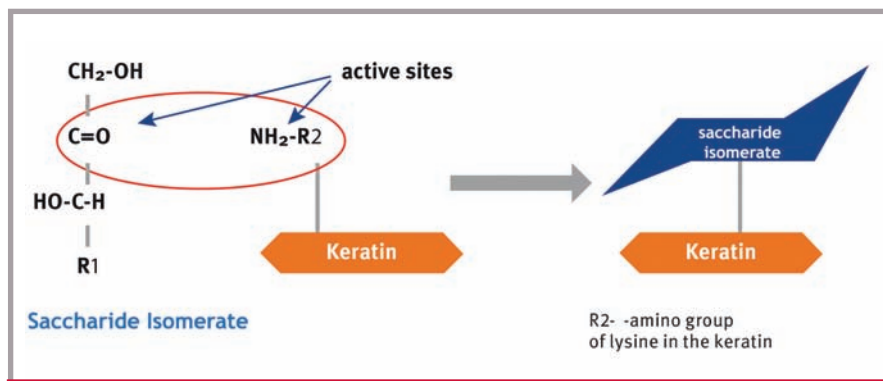 CH₂-OH
active sites
C=O
NH₂-R2
HO-C-H
R1
Keratin
Saccharide Isomerate
saccharide
isomerate
Keratin
R2- -amino group
of lysine in the keratin